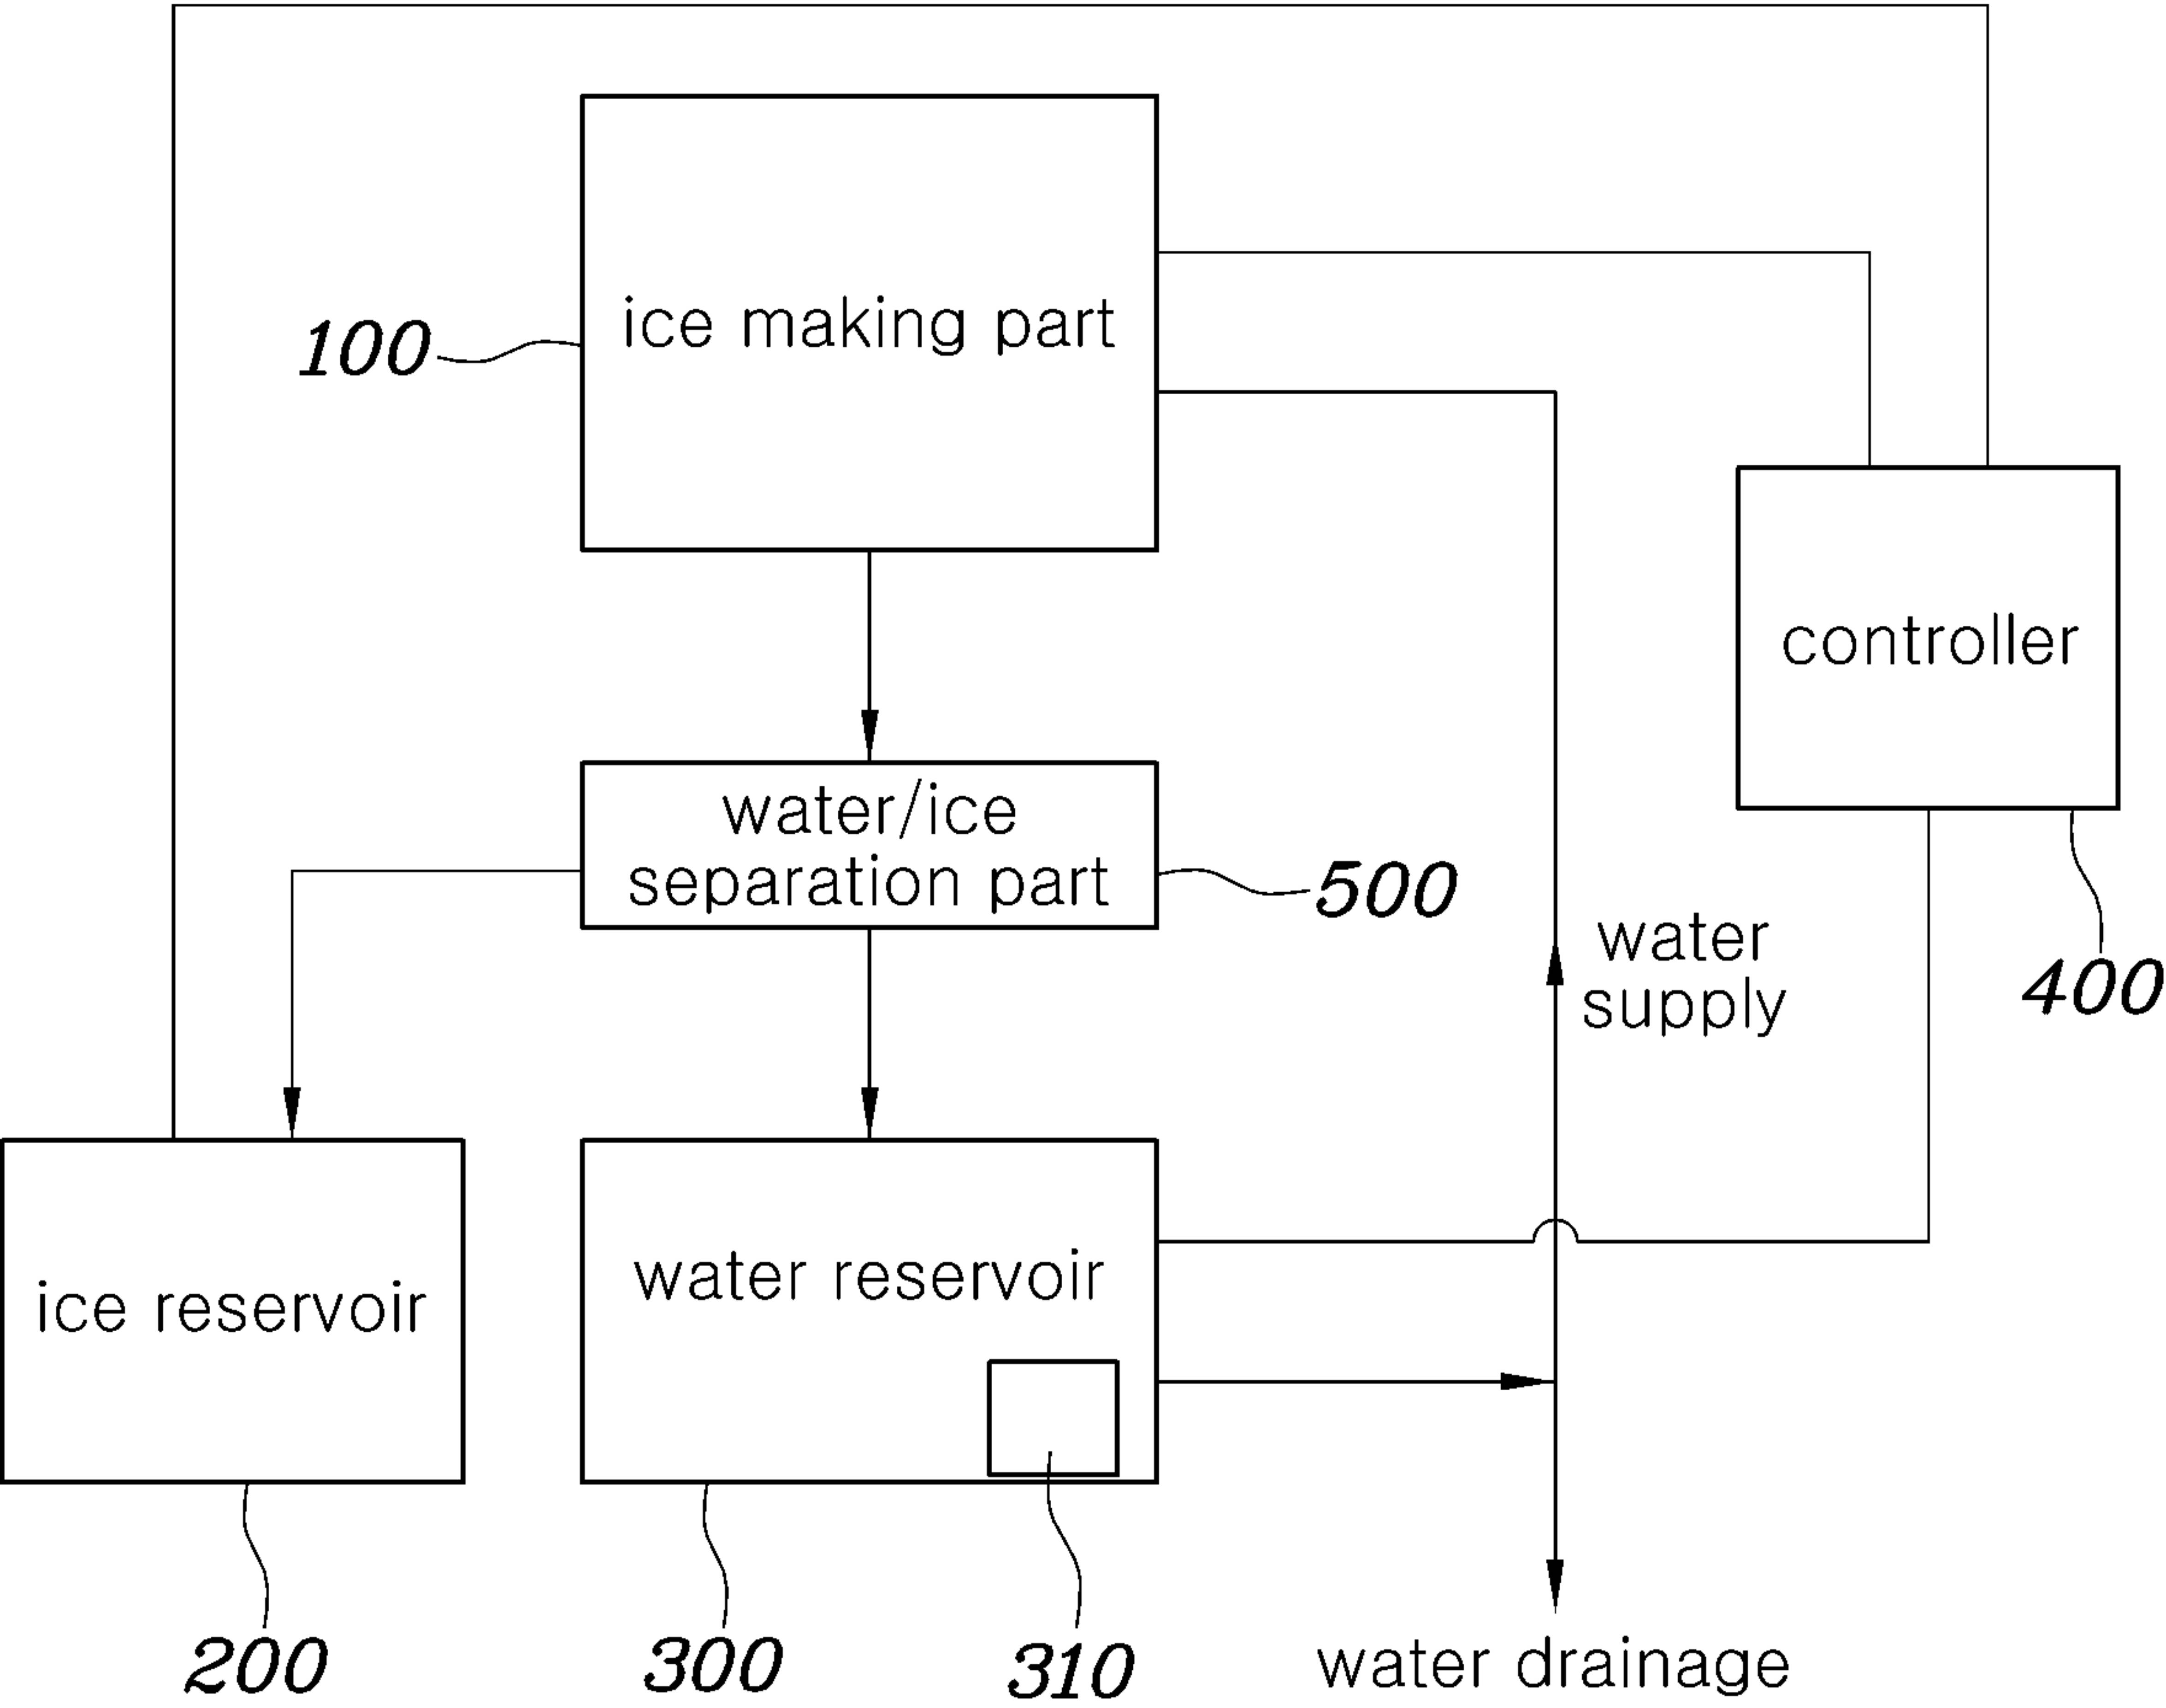 ice making part
100
controller
water/ice
separation part
500
water
supply
400
water reservoir
ice reservoir
200
300
310
water drainage